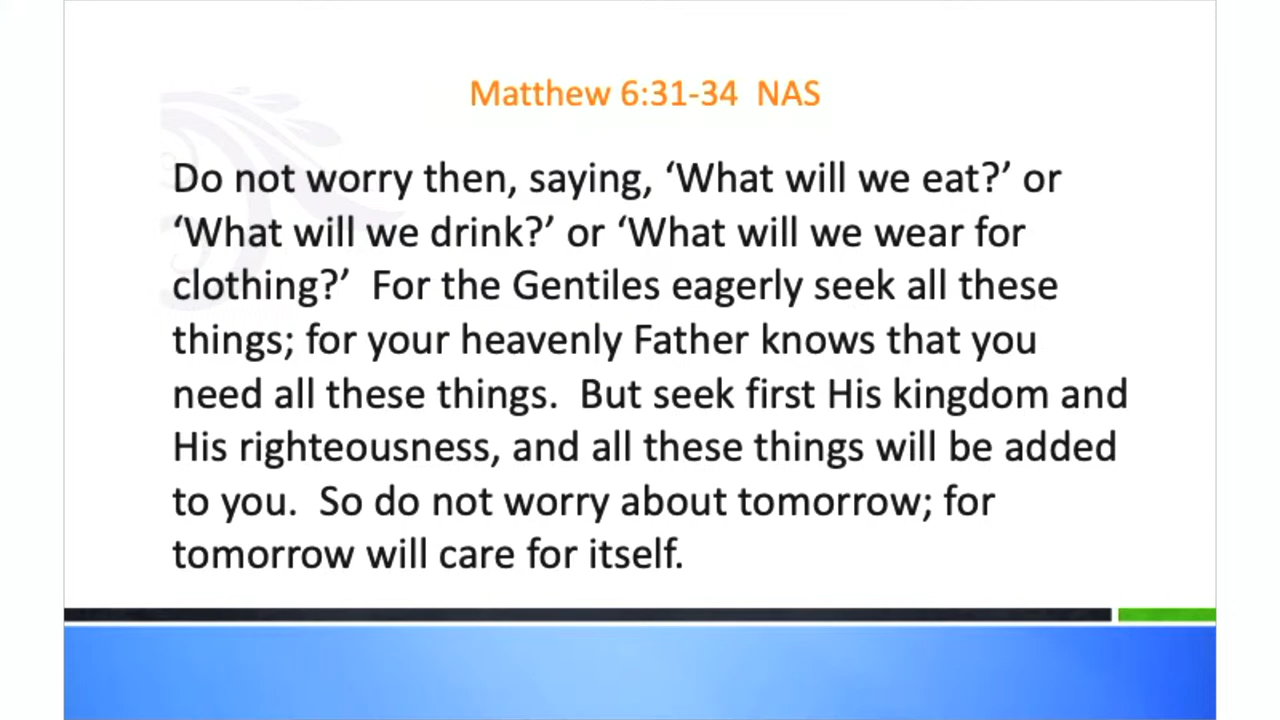 Matthew 6:31-34  NAS
Do not worry then, saying, ‘What will we eat?’ or
‘What will we drink?’ or ‘What will we wear for
clothing?’  For the Gentiles eagerly seek all these
things; for your heavenly Father knows that you
need all these things.  But seek first His kingdom and
His righteousness, and all these things will be added
to you.  So do not worry about tomorrow; for
tomorrow will care for itself.